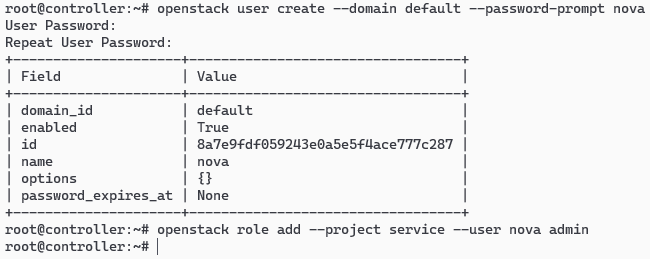 root@controller:~# openstack user create --domain default --password-prompt nova
User Password:
Repeat User Password:
+---------------------+----------------------------------+
| Field               | Value                            |
+---------------------+----------------------------------+
| domain_id           | default                          |
| enabled             | True                             |
| id                  | 8a7e9fdf059243e0a5e5f4ace777c287 |
| name                | nova                             |
| options             | {}                               |
| password_expires_at | None                             |
+---------------------+----------------------------------+
root@controller:~# openstack role add --project service --user nova admin
root@controller:~#